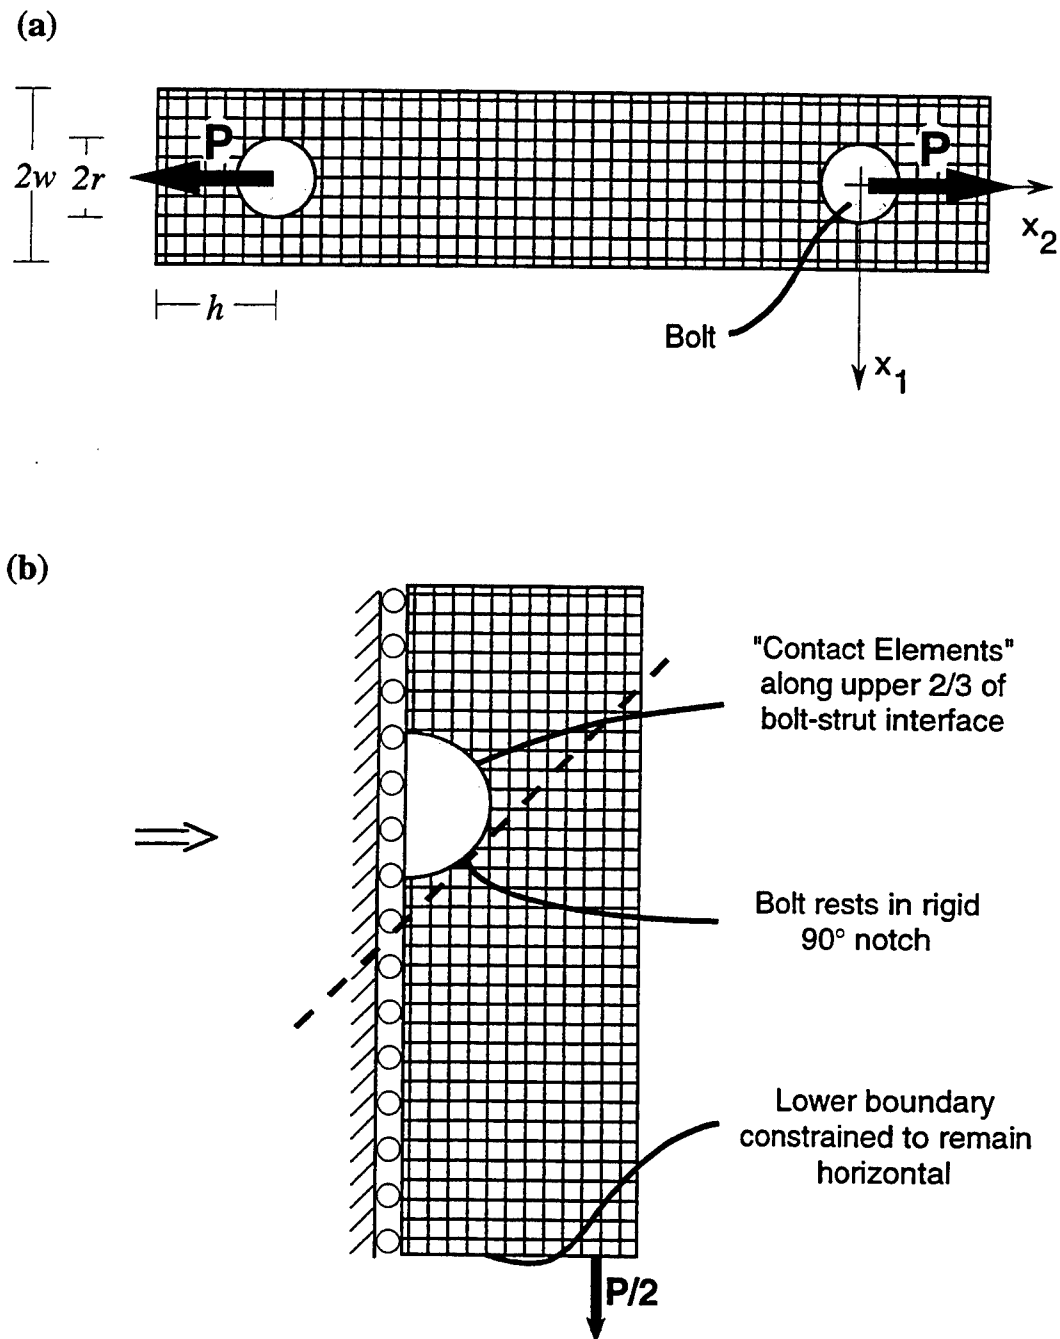 (a)
P
P
2w
2r
x2
h
Bolt
x1
(b)
"Contact Elements"
along upper 2/3 of
bolt-strut interface
Bolt rests in rigid
90° notch
Lower boundary
constrained to remain
horizontal
P/2